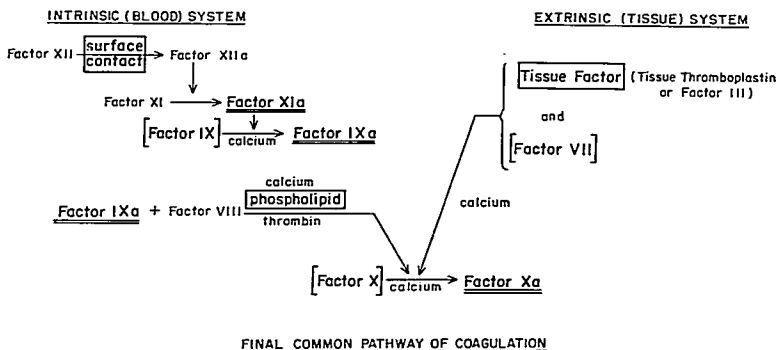 INTRINSIC (BLOOD) SYSTEM
EXTRINSIC (TISSUE) SYSTEM
Factor XII
surface
contact
Factor XIIa
Factor XI
Factor XIa
[Factor IX]
calcium
Factor IXa
Tissue Factor
(Tissue Thromboplastin
or Factor III)
and
[Factor VII]
calcium
Factor IXa + Factor VIII
calcium
phospholipid
thrombin
[Factor X]
calcium
Factor Xa
FINAL COMMON PATHWAY OF COAGULATION